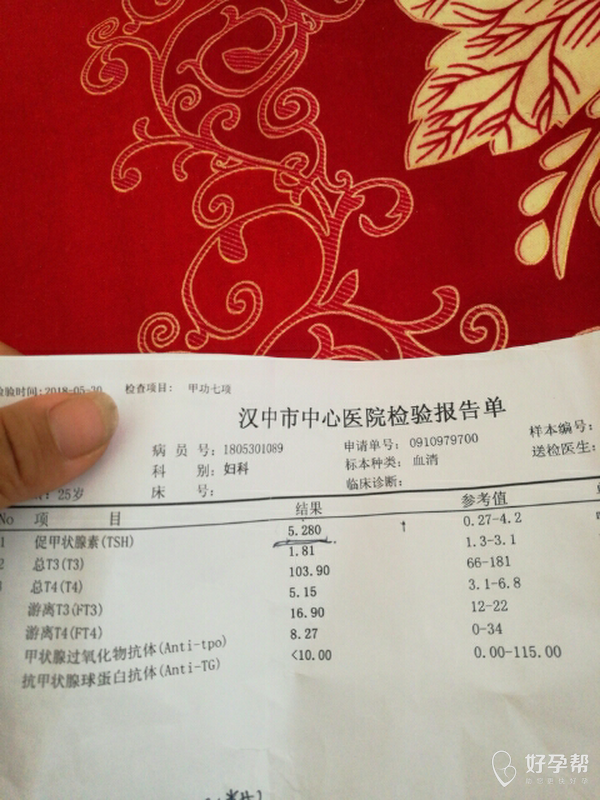 检验时间:2018-05-30 检查项目: 甲功七项
汉中市中心医院检验报告单
病员号: 1805301089 申请单号: 0910979700 样本编号:
科别: 妇科 标本种类: 血清 送检医生:
25岁 床号: 临床诊断:
No 项目 结果 参考值
1 促甲状腺素(TSH) 5.280 ↑ 0.27-4.2
2 总T3(T3) 1.81 1.3-3.1
3 总T4(T4) 103.90 66-181
游离T3(FT3) 5.15 3.1-6.8
游离T4(FT4) 16.90 12-22
甲状腺过氧化物抗体(Anti-tpo) 8.27 0-34
抗甲状腺球蛋白抗体(Anti-TG) <10.00 0.00-115.00
好孕帮